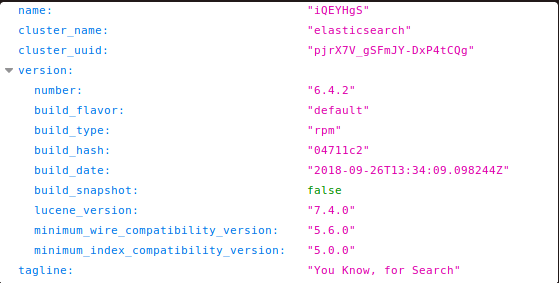 name: "iQEYHgS"
cluster_name: "elasticsearch"
cluster_uuid: "pjrX7V_gSFmJY-DxP4tCQg"
version:
number: "6.4.2"
build_flavor: "default"
build_type: "rpm"
build_hash: "04711c2"
build_date: "2018-09-26T13:34:09.098244Z"
build_snapshot: false
lucene_version: "7.4.0"
minimum_wire_compatibility_version: "5.6.0"
minimum_index_compatibility_version: "5.0.0"
tagline: "You Know, for Search"